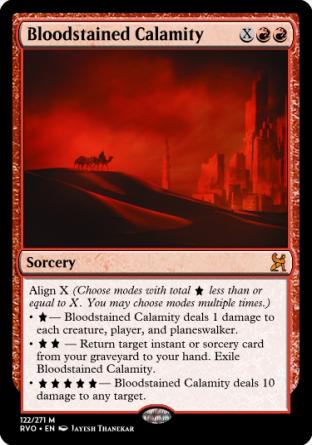 Bloodstained Calamity XRR
Sorcery
Align X (Choose modes with total ★ less than or
equal to X. You may choose modes multiple times.)
• ★— Bloodstained Calamity deals 1 damage to
each creature, player, and planeswalker.
• ★ ★ — Return target instant or sorcery card
from your graveyard to your hand. Exile
Bloodstained Calamity.
• ★ ★ ★ ★ ★— Bloodstained Calamity deals 10
damage to any target.
122/271 M
RVO • EN Jayesh Thanekar